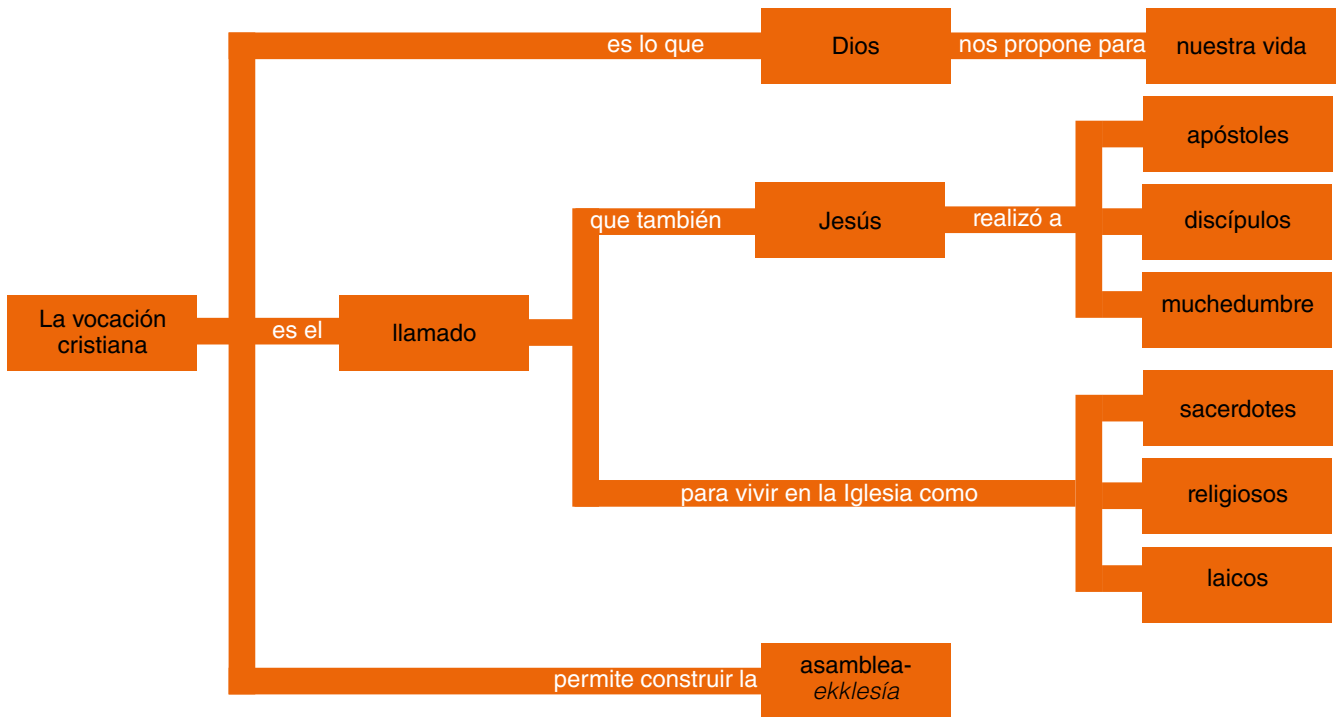 es lo que
Dios
nos propone para
nuestra vida
apóstoles
que también
Jesús
realizó a
discípulos
muchedumbre
La vocación
cristiana
es el
llamado
sacerdotes
para vivir en la Iglesia como
religiosos
laicos
permite construir la
asamblea-
ekklesía